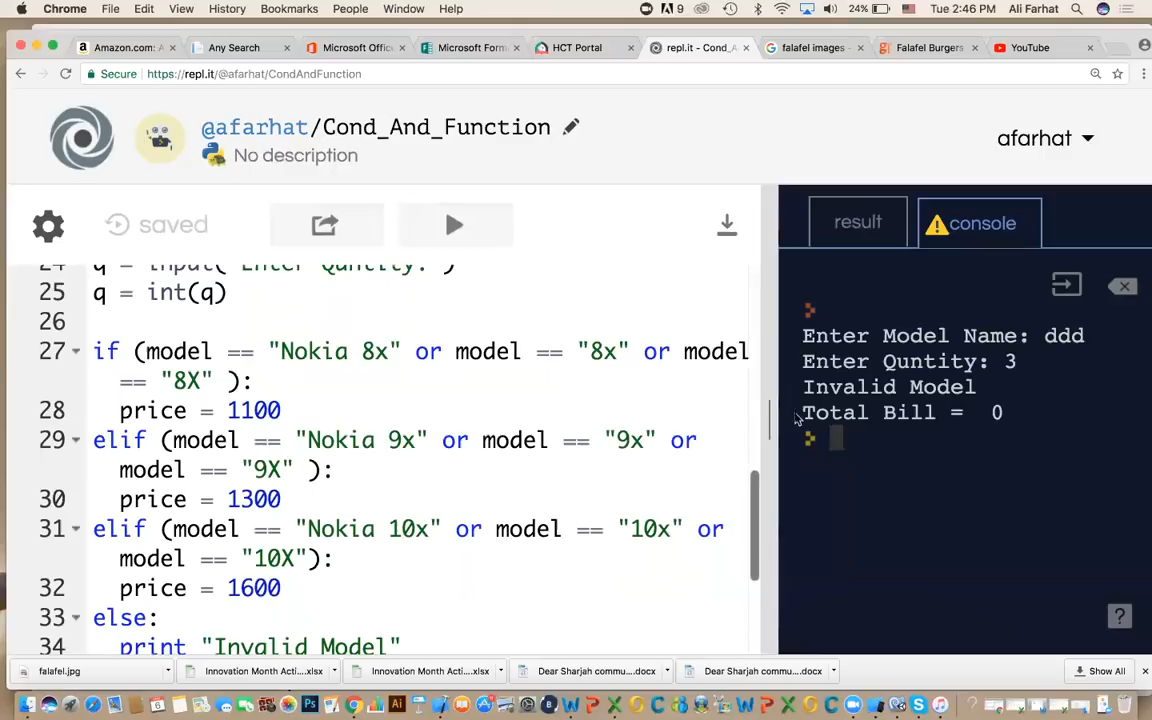 Chrome File Edit View History Bookmarks People Window Help 9 24% Tue 2:46 PM Ali Farhat
Amazon.com: A Any Search Microsoft Offic Microsoft Form HCT Portal repl.it - Cond_A falafel images - Falafel Burgers YouTube
Secure https://repl.it/@afarhat/CondAndFunction
@afarhat/Cond_And_Function
No description
afarhat
saved
result
console
24 q = input( Enter Quntity: )
25 q = int(q)
26
27 if (model == "Nokia 8x" or model == "8x" or model
== "8X" ):
28 price = 1100
29 elif (model == "Nokia 9x" or model == "9x" or
model == "9X" ):
30 price = 1300
31 elif (model == "Nokia 10x" or model == "10x" or
model == "10X"):
32 price = 1600
33 else:
34 print "Invalid Model"
Enter Model Name: ddd
Enter Quntity: 3
Invalid Model
Total Bill = 0
?
falafel.jpg Innovation Month Acti....xlsx Innovation Month Acti....xlsx Dear Sharjah commu....docx Dear Sharjah commu....docx Show All